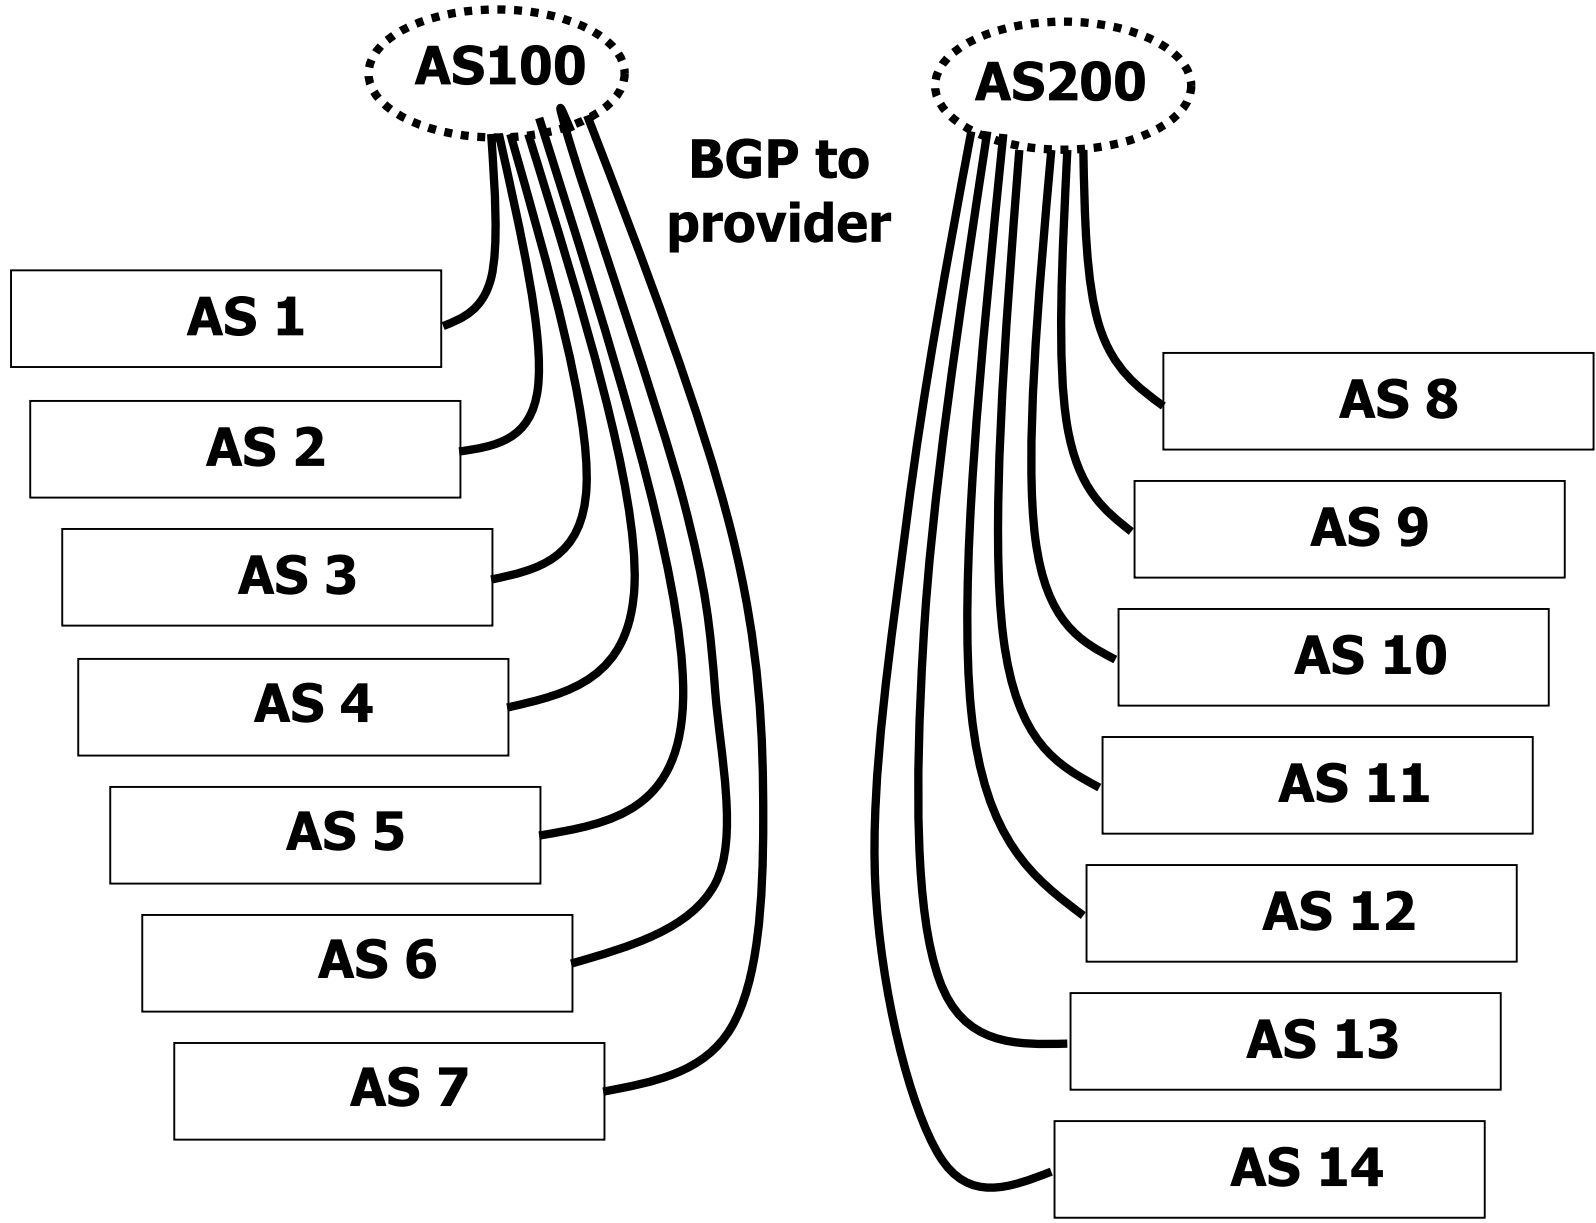 AS100
AS200
BGP to
provider
AS 1
AS 2
AS 3
AS 4
AS 5
AS 6
AS 7
AS 8
AS 9
AS 10
AS 11
AS 12
AS 13
AS 14